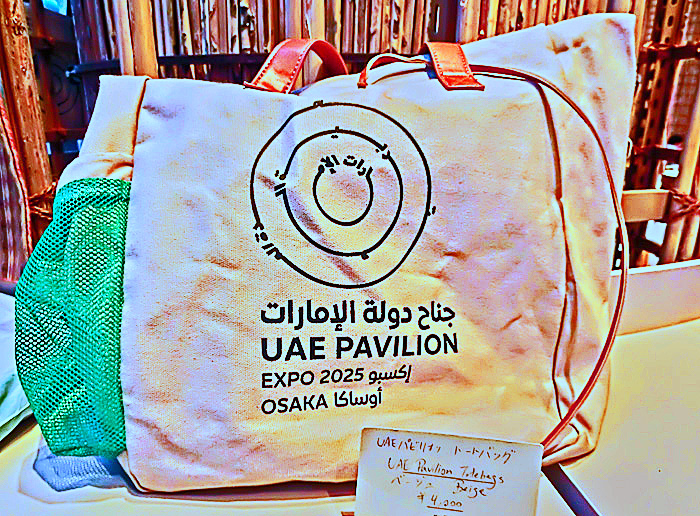 جناح دولة الإمارات
UAE PAVILION
EXPO 2025 إكسبو
OSAKA أوساكا
UAEパビリオン トートバッグ
UAE Pavilion Totebags
ベージュ Beige
¥4,000